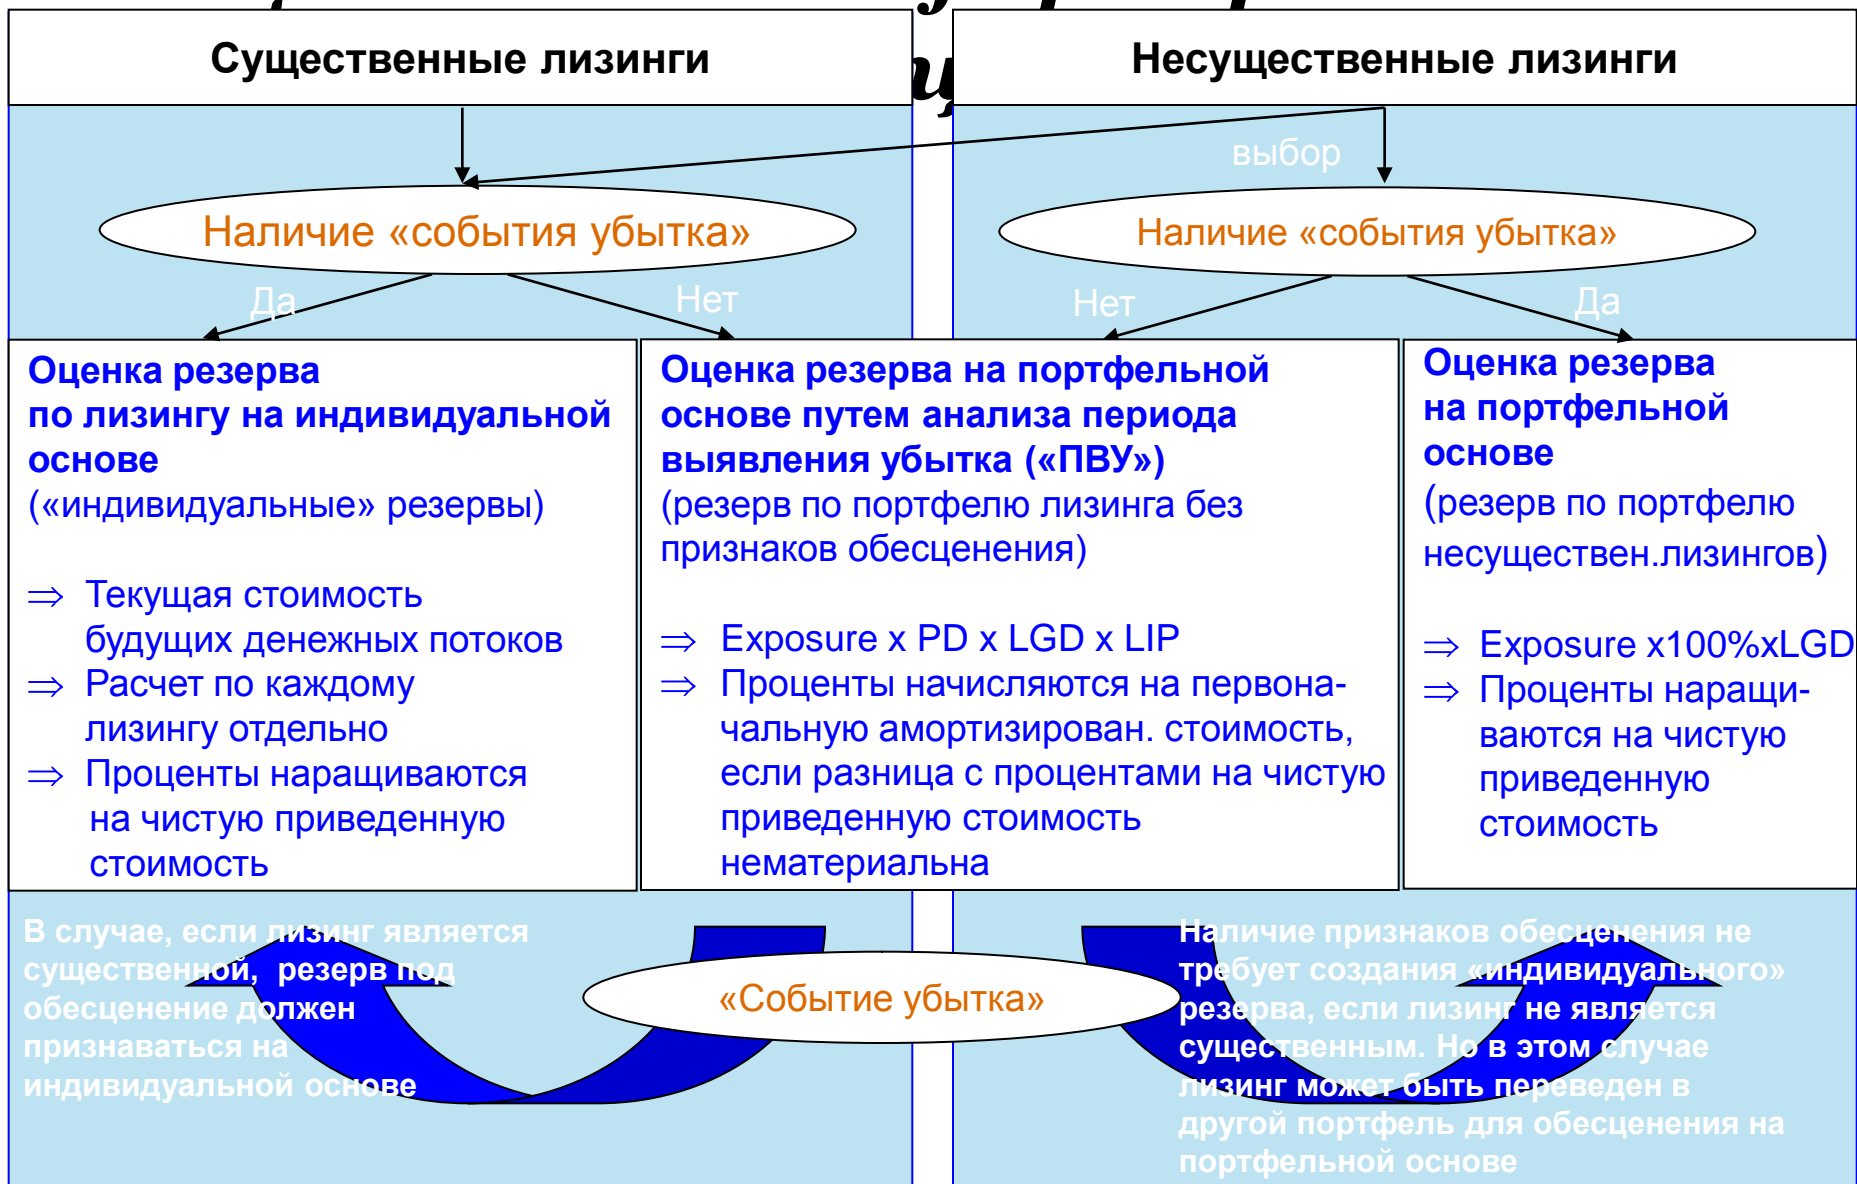 Существенные лизинги
Несущественные лизинги
выбор
Наличие «события убытка»
Наличие «события убытка»
Да
Нет
Нет
Да
Оценка резерва
по лизингу на индивидуальной
основе
(«индивидуальные» резервы)
⇒ Текущая стоимость
будущих денежных потоков
⇒ Расчет по каждому
лизингу отдельно
⇒ Проценты наращиваются
на чистую приведенную
стоимость
Оценка резерва на портфельной
основе путем анализа периода
выявления убытка («ПВУ»)
(резерв по портфелю лизинга без
признаков обесценения)
⇒ Exposure x PD x LGD x LIP
⇒ Проценты начисляются на первона-
чальную амортизирован. стоимость,
если разница с процентами на чистую
приведенную стоимость
нематериальна
Оценка резерва
на портфельной
основе
(резерв по портфелю
несуществен.лизингов)
⇒ Exposure x100%xLGD
⇒ Проценты наращи-
ваются на чистую
приведенную
стоимость
В случае, если лизинг является
существенной, резерв под
обесценение должен
признаваться на
индивидуальной основе
«Событие убытка»
Наличие признаков обесценения не
требует создания «индивидуального»
резерва, если лизинг не является
существенным. Но в этом случае
лизинг может быть переведен в
другой портфель для обесценения на
портфельной основе